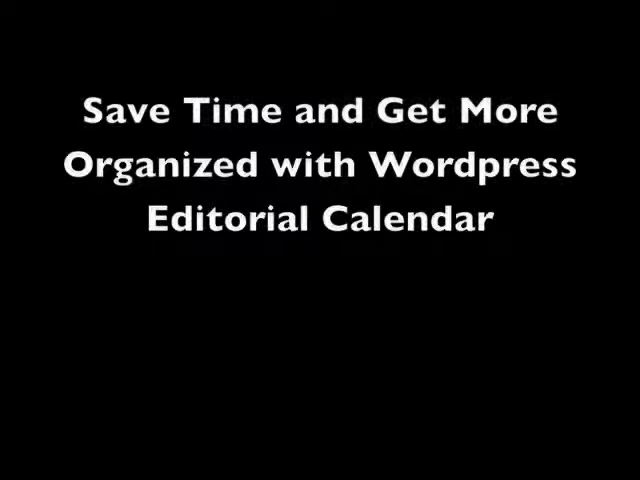 Save Time and Get More
Organized with Wordpress
Editorial Calendar